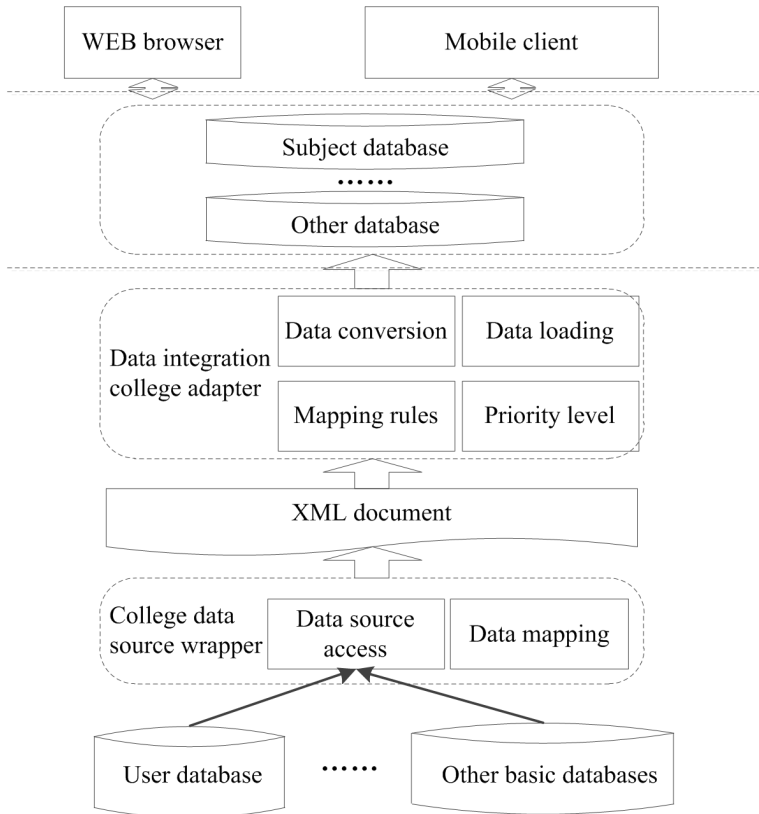 WEB browser
Mobile client
Subject database
......
Other database
Data integration
college adapter
Data conversion
Data loading
Mapping rules
Priority level
XML document
College data
source wrapper
Data source
access
Data mapping
User database
......
Other basic databases